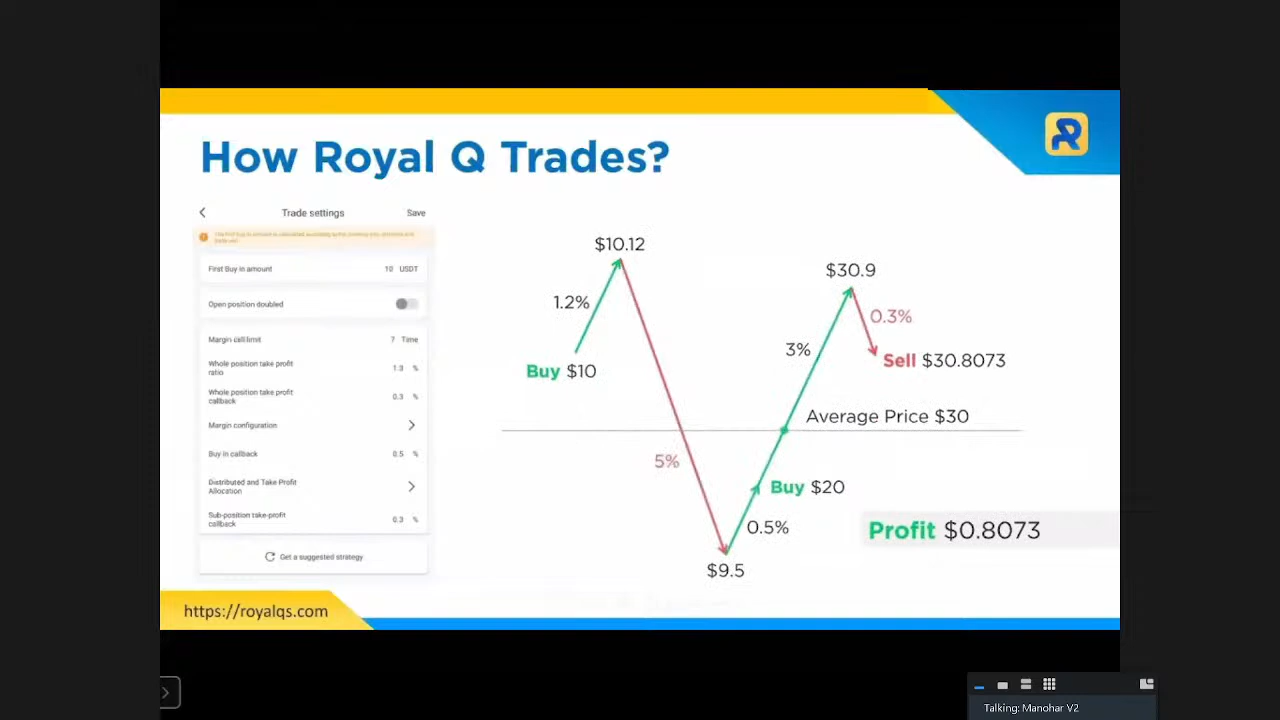 How Royal Q Trades?
Trade settings
Save
First Buy in amount
10 USDT
Open position doubled
Margin call limit
7 Time
Whole position take profit
ratio
1.3 %
Whole position take profit
callback
0.3 %
Margin configuration
Buy in callback
0.5 %
Distributed and Take Profit
Allocation
Sub-position take-profit
callback
0.3 %
Get a suggested strategy
$10.12
1.2%
Buy $10
5%
$9.5
0.5%
Buy $20
Average Price $30
3%
$30.9
0.3%
Sell $30.8073
Profit $0.8073
https://royalqs.com
Talking: Manohar V2